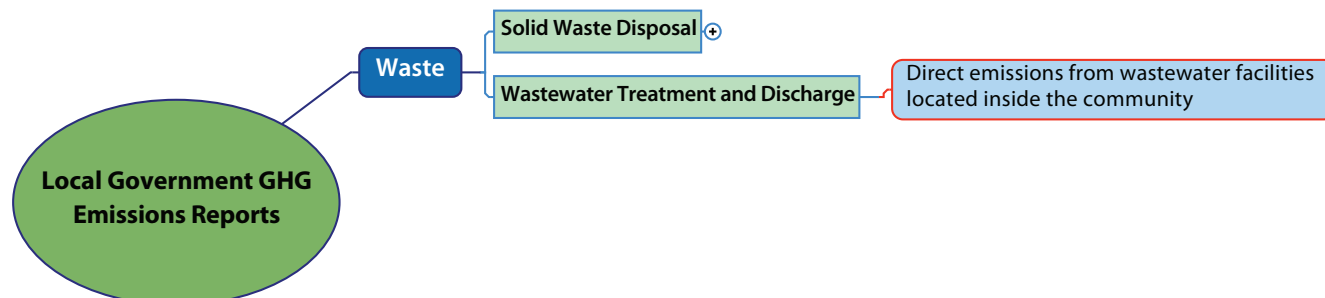 Local Government GHG
Emissions Reports
Waste
Solid Waste Disposal
Wastewater Treatment and Discharge
Direct emissions from wastewater facilities
located inside the community